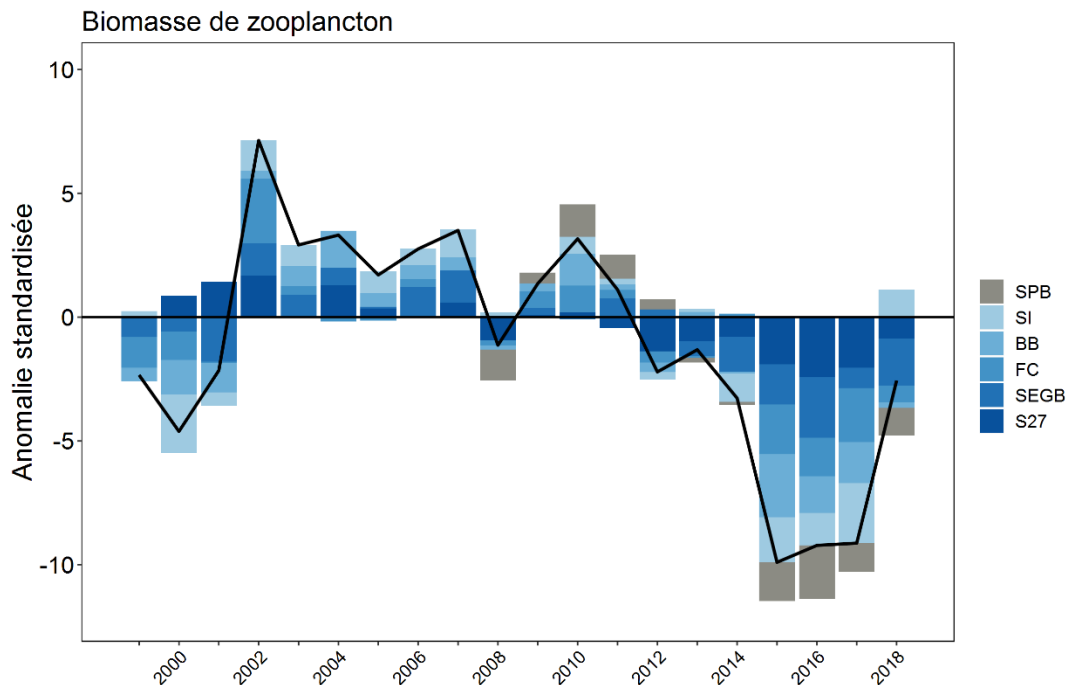 Biomasse de zooplancton
Anomalie standardisée
10
5
0
-5
-10
2000
2002
2004
2006
2008
2010
2012
2014
2016
2018
SPB
SI
BB
FC
SEGB
S27